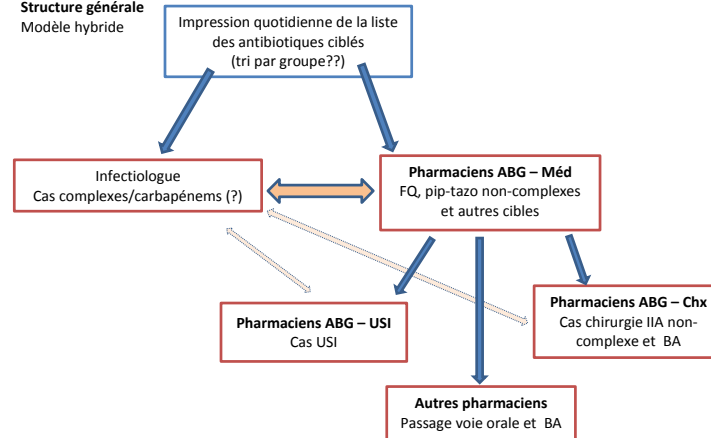 Structure générale
Modèle hybride
Impression quotidienne de la liste
des antibiotiques ciblés
(tri par groupe??)
Infectiologue
Cas complexes/carbapénems (?)
Pharmaciens ABG – Méd
FQ, pip-tazo non-complexes
et autres cibles
Pharmaciens ABG – USI
Cas USI
Pharmaciens ABG – Chx
Cas chirurgie IIA non-
complexe et BA
Autres pharmaciens
Passage voie orale et BA